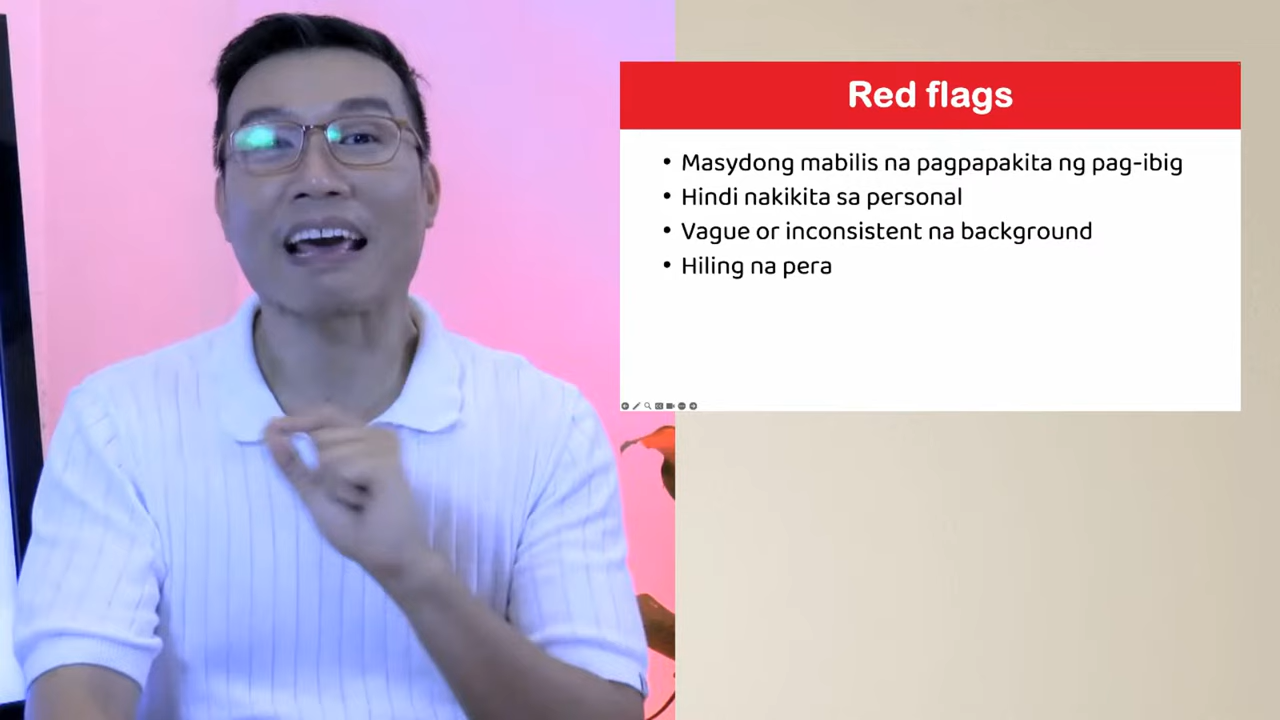 Red flags
• Masydong mabilis na pagpapakita ng pag-ibig
• Hindi nakikita sa personal
• Vague or inconsistent na background
• Hiling na pera